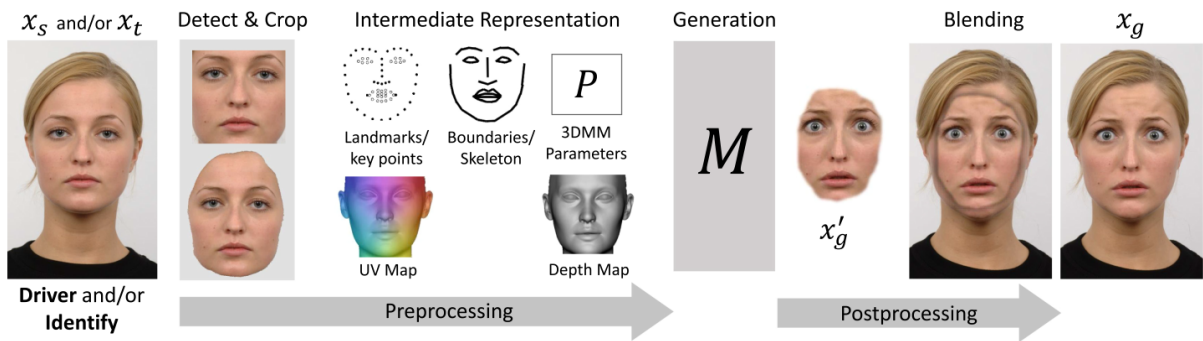 x_s and/or x_t
Detect & Crop
Intermediate Representation
Generation
Blending
x_g
P
Landmarks/
key points
Boundaries/
Skeleton
3DMM
Parameters
M
UV Map
Depth Map
x'_g
Driver and/or
Identify
Preprocessing
Postprocessing